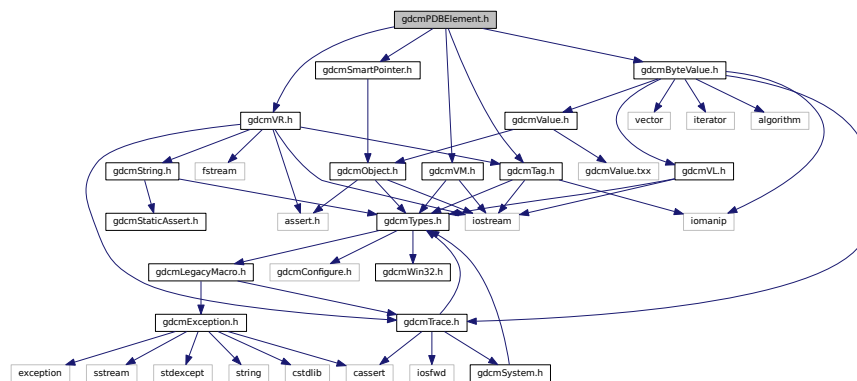 gdcmPDBElement.h
gdcmSmartPointer.h
gdcmByteValue.h
gdcmVR.h
gdcmValue.h
vector
iterator
algorithm
gdcmString.h
fstream
gdcmObject.h
gdcmVM.h
gdcmTag.h
gdcmValue.txx
gdcmVL.h
gdcmStaticAssert.h
assert.h
gdcmTypes.h
iostream
iomanip
gdcmLegacyMacro.h
gdcmConfigure.h
gdcmWin32.h
gdcmException.h
gdcmTrace.h
exception
sstream
stdexcept
string
cstdlib
cassert
iosfwd
gdcmSystem.h